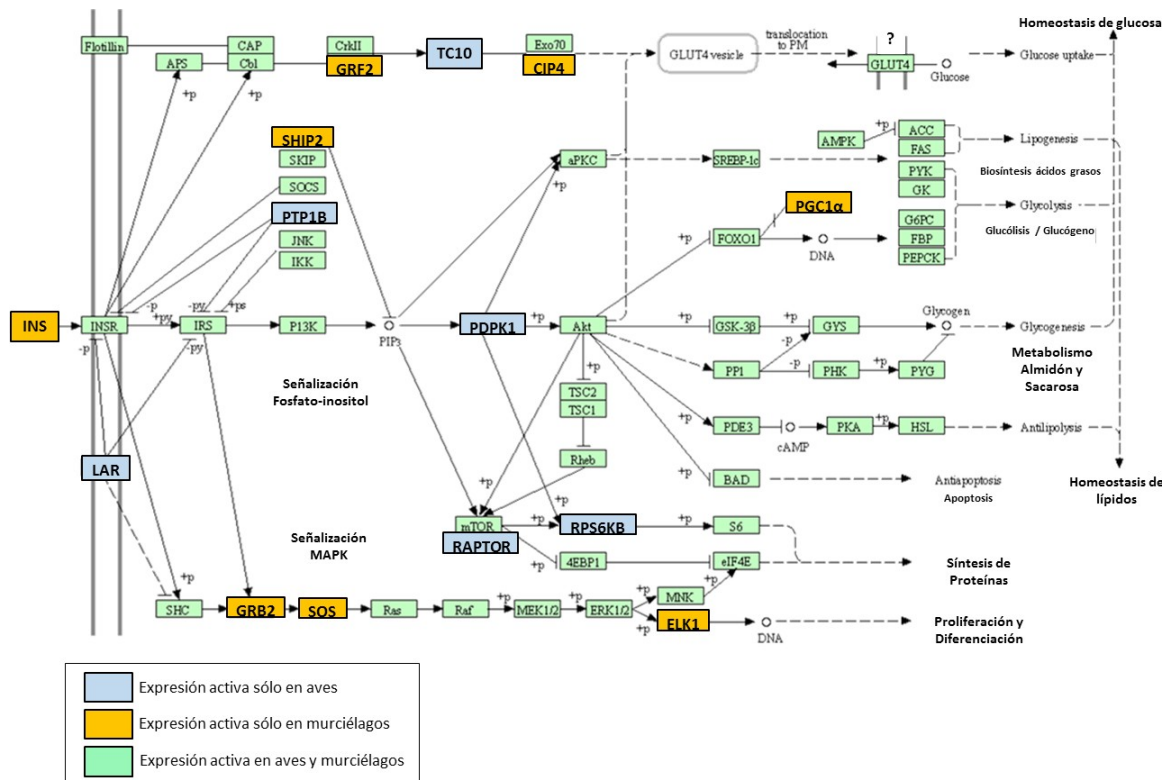 Homeostasis de glucosa
Flotillin
CAP
CrkII
TC10
Exo70
translocation
to PM
?
APS
Cbl
GRF2
CIP4
GLUT4 vesicle
GLUT4
Glucose
Glucose uptake
+p
+p
SHIP2
SKIP
SOCS
PTP1B
JNK
IKK
aPKC
+p
SREBP-1c
AMPK
+p
ACC
FAS
Lipogenesis
PYK
GK
Biosíntesis ácidos grasos
PGC1α
Glycolysis
G6PC
FBP
PEPCK
Glucólisis / Glucógeno
+p
FOXO1
DNA
-p
-py
+ps
INS
INSR
+py
IRS
P13K
PIP3
PDPK1
+p
Akt
+p
GSK-3β
+p
GYS
Glycogen
Glycogenesis
-p
-py
-p
PP1
-p
PHK
+p
PYG
Metabolismo
Almidón y
Sacarosa
Señalización
Fosfato-inositol
+p
TSC2
TSC1
+p
PDE3
cAMP
PKA
+p
HSL
Antilipolysis
LAR
Rheb
+p
BAD
Antiapoptosis
Apoptosis
Homeostasis de
lípidos
+p
Señalización
MAPK
mTOR
RAPTOR
+p
+p
RPS6KB
+p
S6
+p
4EBP1
eIF4E
Síntesis de
Proteínas
+p
SHC
GRB2
SOS
Ras
Raf
+p
MEK1/2
+p
ERK1/2
+p
MNK
+p
+p
ELK1
DNA
Proliferación y
Diferenciación
Expresión activa sólo en aves
Expresión activa sólo en murciélagos
Expresión activa en aves y murciélagos